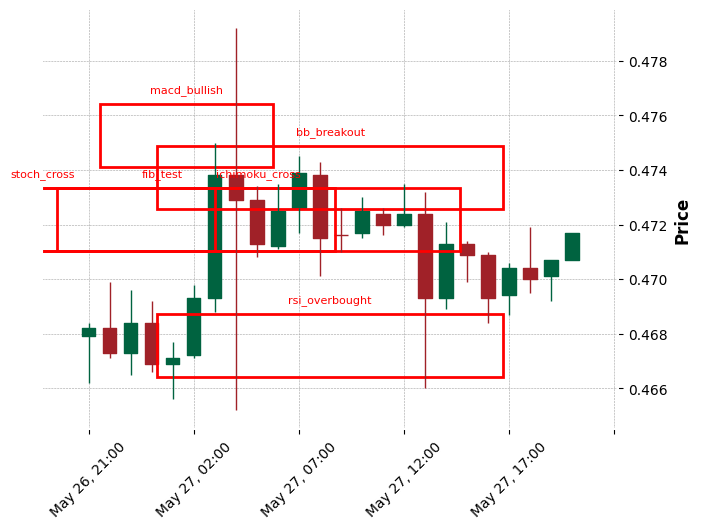 0.478
macd_bullish
0.476
bb_breakout
0.474
stoch_cross
fib_test
ichimoku_cross
0.472
Price
0.470
rsi_overbought
0.468
0.466
May 26, 21:00
May 27, 02:00
May 27, 07:00
May 27, 12:00
May 27, 17:00